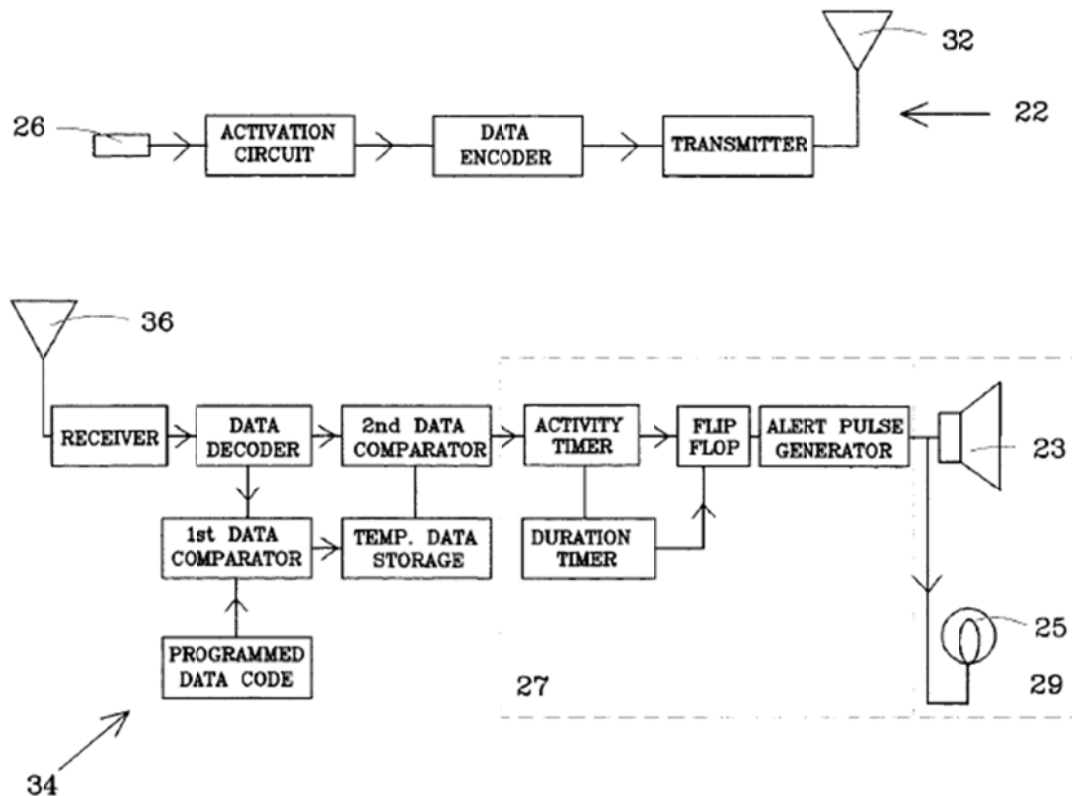 32
26
ACTIVATION
CIRCUIT
DATA
ENCODER
TRANSMITTER
22
36
RECEIVER
DATA
DECODER
2nd DATA
COMPARATOR
ACTIVITY
TIMER
FLIP
FLOP
ALERT PULSE
GENERATOR
23
1st DATA
COMPARATOR
TEMP. DATA
STORAGE
DURATION
TIMER
PROGRAMMED
DATA CODE
25
27
29
34